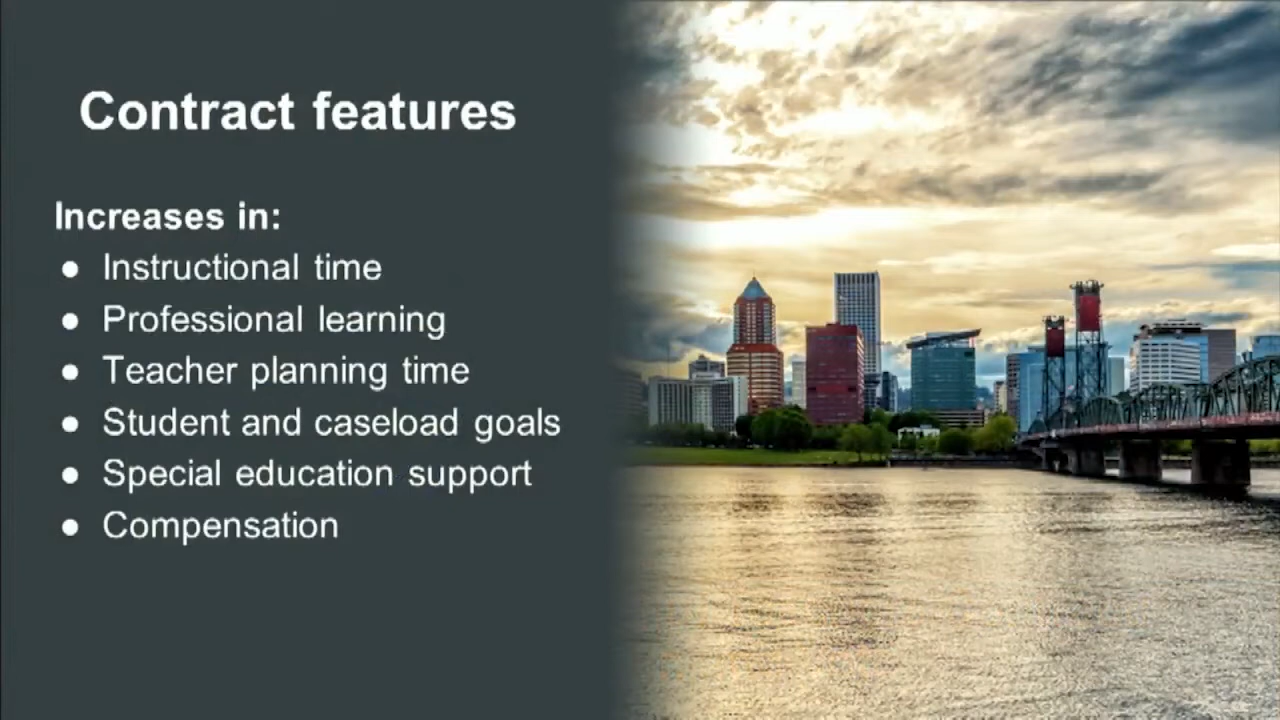 Contract features
Increases in:
● Instructional time
● Professional learning
● Teacher planning time
● Student and caseload goals
● Special education support
● Compensation